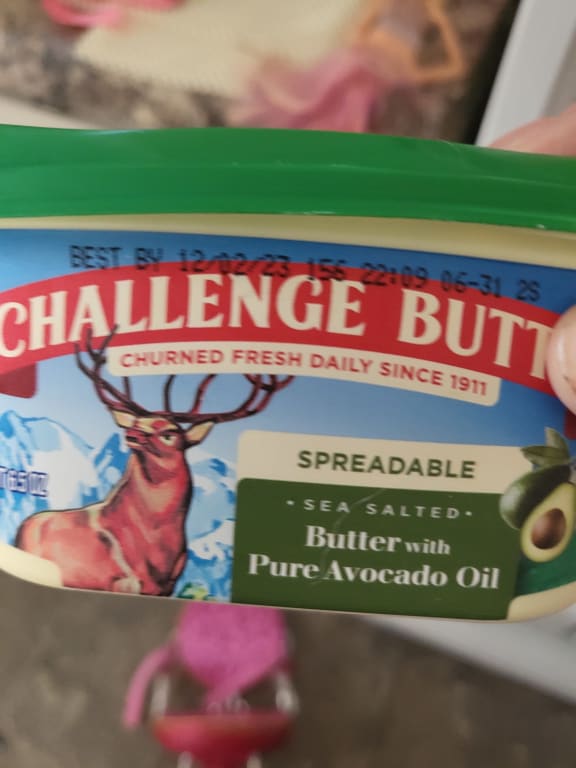 BEST BY 12/02/23 156 22:09 06-31 2S
CHALLENGE BUTT
CHURNED FRESH DAILY SINCE 1911
SPREADABLE
• SEA SALTED •
Butter with
Pure Avocado Oil